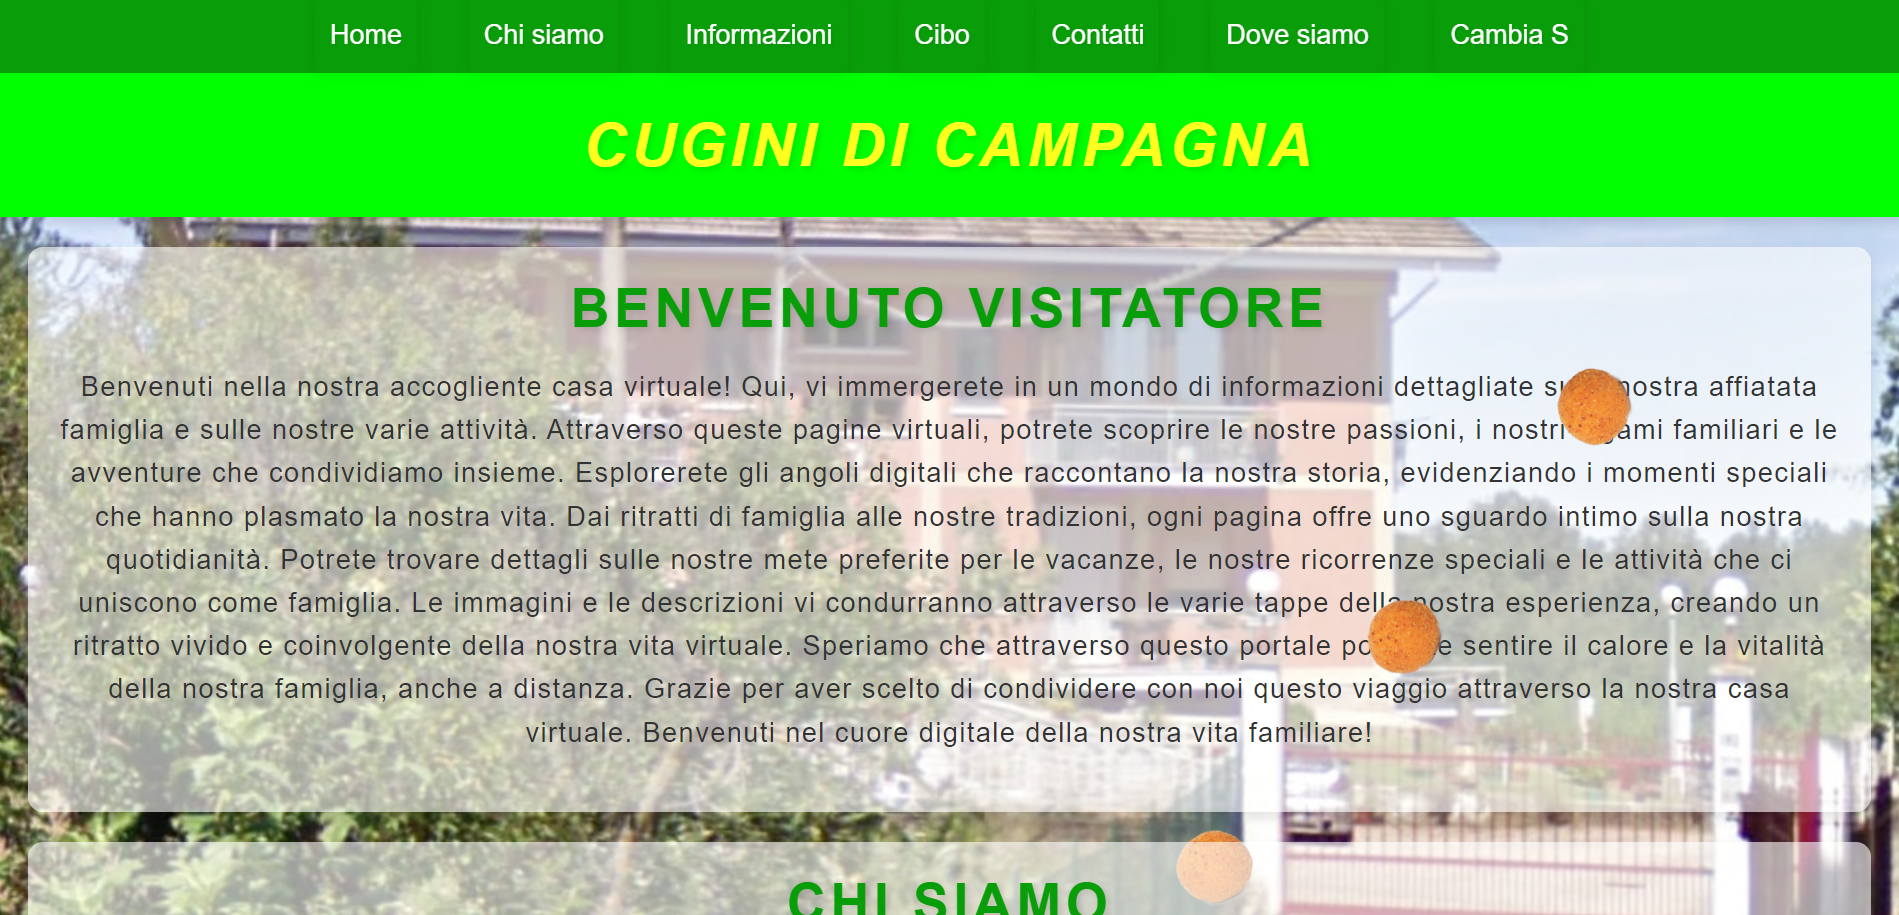 Home Chi siamo Informazioni Cibo Contatti Dove siamo Cambia S
CUGINI DI CAMPAGNA
BENVENUTO VISITATORE
Benvenuti nella nostra accogliente casa virtuale! Qui, vi immergerete in un mondo di informazioni dettagliate nostra affiatata
famiglia e sulle nostre varie attività. Attraverso queste pagine virtuali, potrete scoprire le nostre passioni, i nostri familiari e le
avventure che condividiamo insieme. Esplorerete gli angoli digitali che raccontano la nostra storia, evidenziando i momenti speciali
che hanno plasmato la nostra vita. Dai ritratti di famiglia alle nostre tradizioni, ogni pagina offre uno sguardo intimo sulla nostra
quotidianità. Potrete trovare dettagli sulle nostre mete preferite per le vacanze, le nostre ricorrenze speciali e le attività che ci
uniscono come famiglia. Le immagini e le descrizioni vi condurranno attraverso le varie tappe della nostra esperienza, creando un
ritratto vivido e coinvolgente della nostra vita virtuale. Speriamo che attraverso questo portale sentire il calore e la vitalità
della nostra famiglia, anche a distanza. Grazie per aver scelto di condividere con noi questo viaggio attraverso la nostra casa
virtuale. Benvenuti nel cuore digitale della nostra vita familiare!
CHI SIAMO